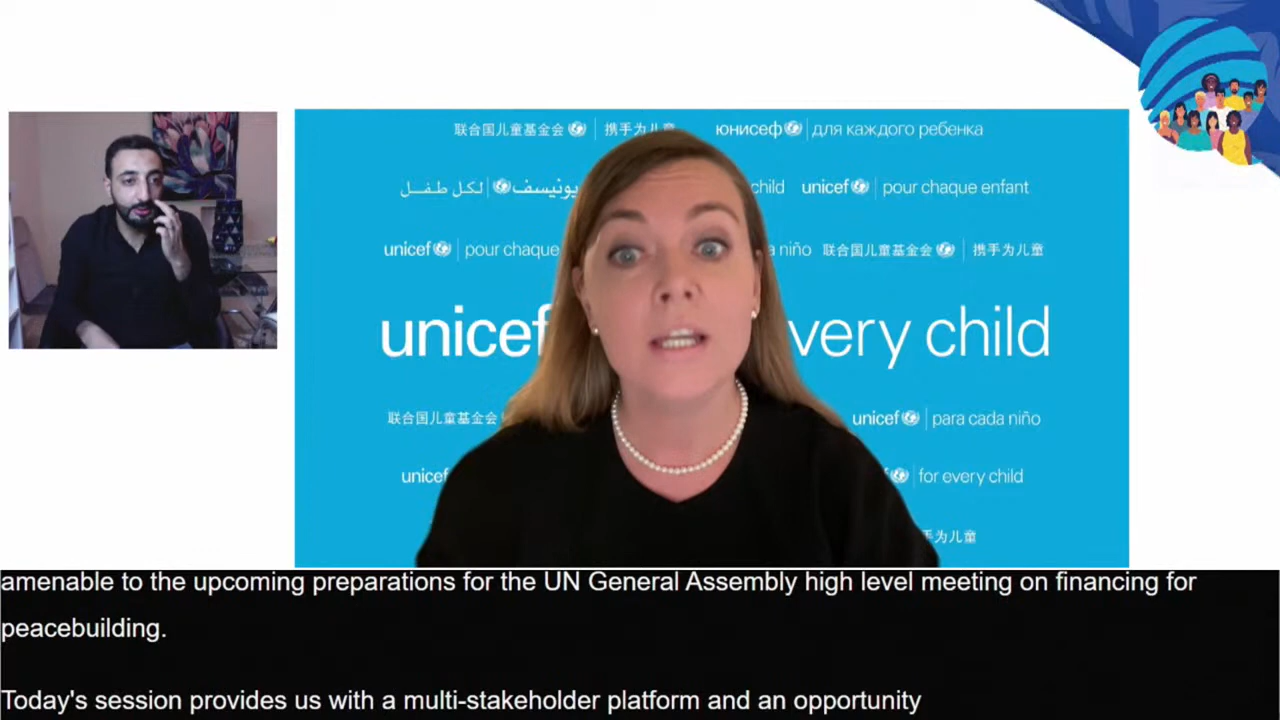 联合国儿童基金会 | 携手为儿童 юнисеф | для каждого ребенка
يونيسف | لكل طفل child unicef | pour chaque enfant
unicef | pour chaque a niño 联合国儿童基金会 | 携手为儿童
unicef very child
联合国儿童基金会 unicef | para cada niño
unicef for every child
手为儿童
amenable to the upcoming preparations for the UN General Assembly high level meeting on financing for
peacebuilding.
Today's session provides us with a multi-stakeholder platform and an opportunity